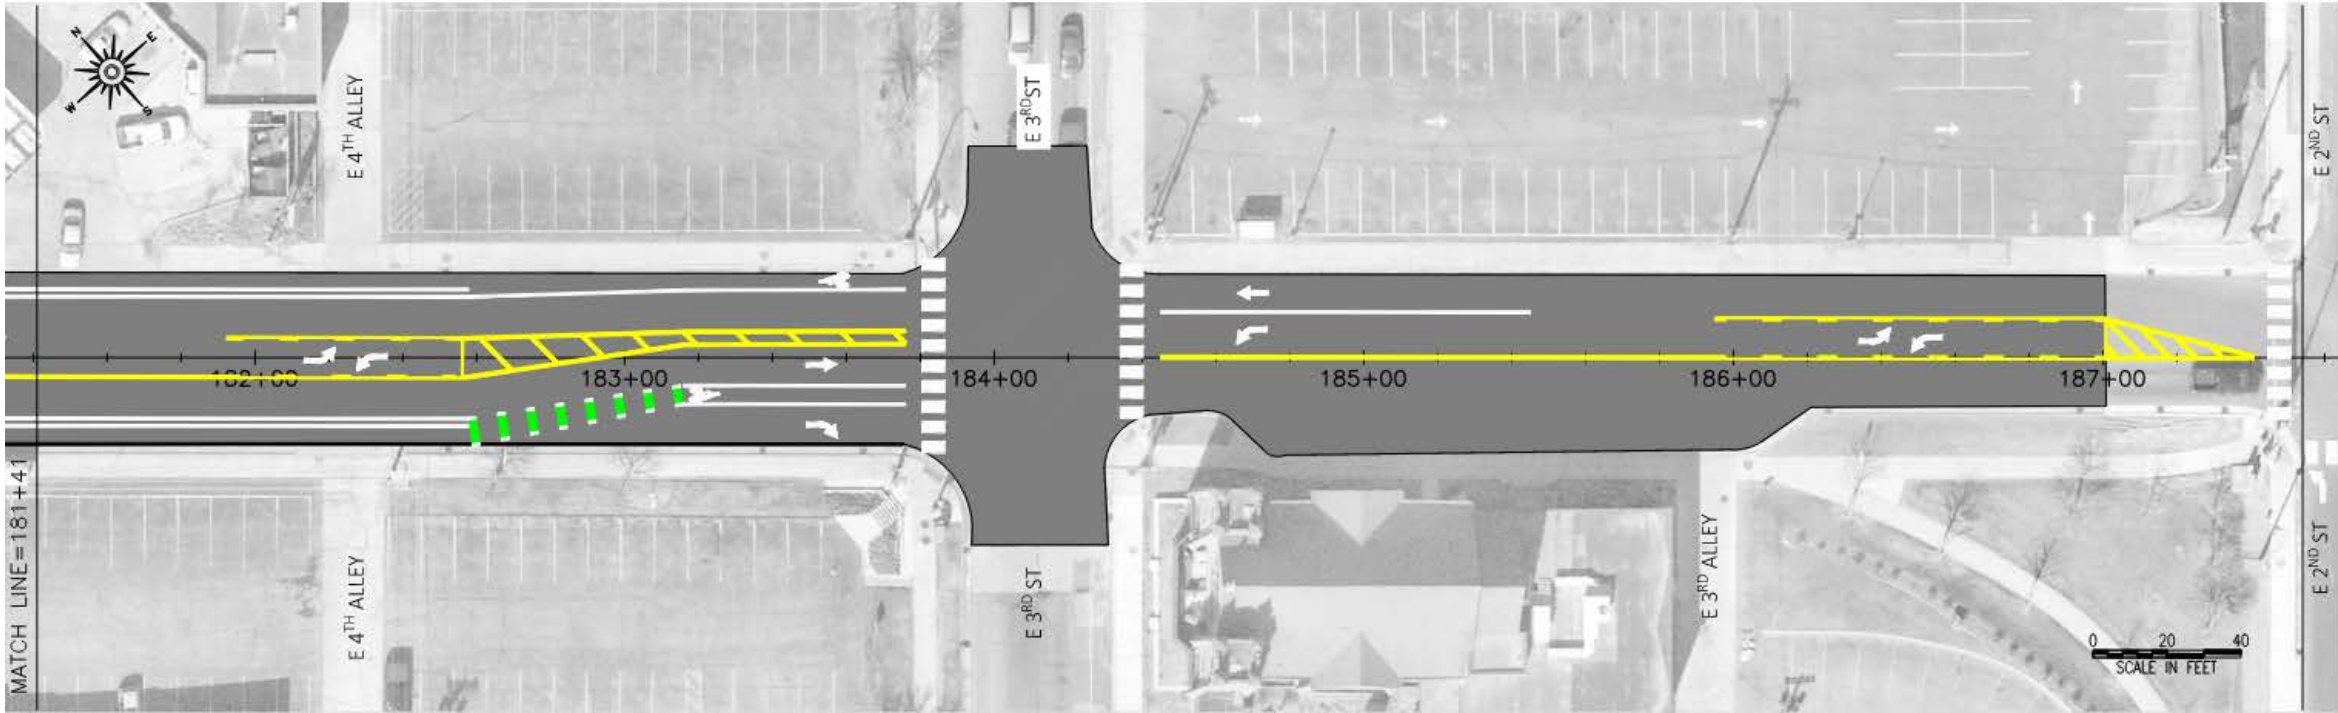 N
E
W
S
E 4TH ALLEY
E 3RD ST
E 2ND ST
182+00
183+00
184+00
185+00
186+00
187+00
MATCH LINE=181+41
E 4TH ALLEY
E 3RD ST
E 3RD ALLEY
E 2ND ST
0 20 40
SCALE IN FEET